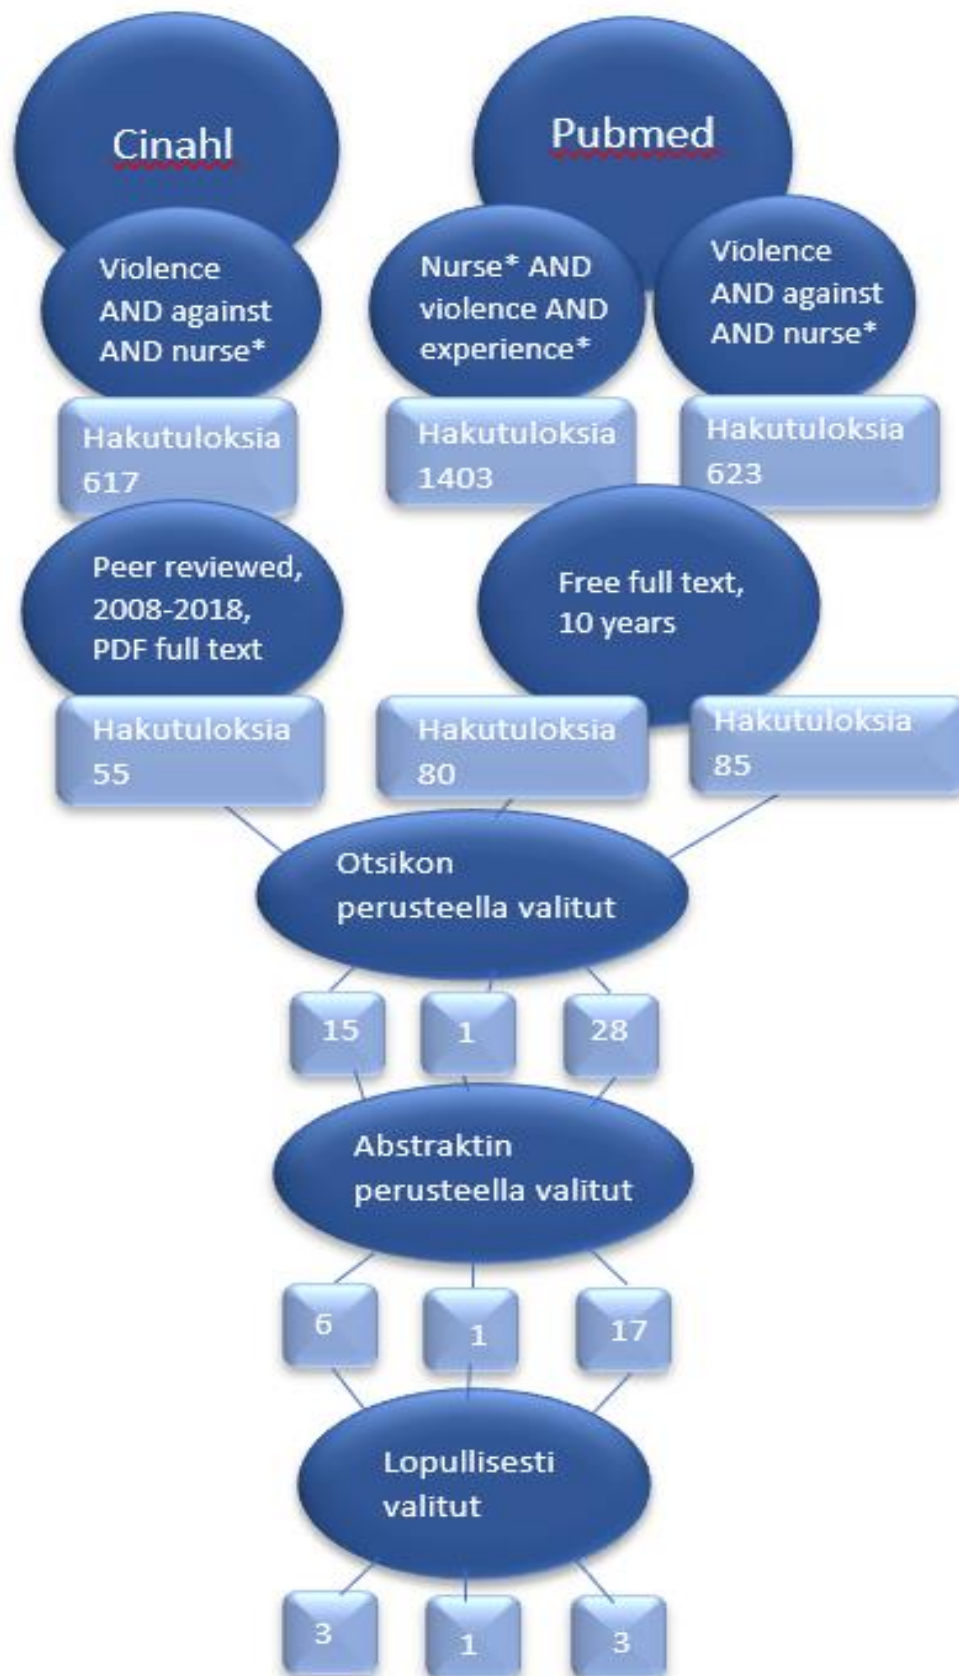 Cinahl
Pubmed
Violence
AND against
AND nurse*
Nurse* AND
violence AND
experience*
Violence
AND against
AND nurse*
Hakutuloksia
617
Hakutuloksia
1403
Hakutuloksia
623
Peer reviewed,
2008-2018,
PDF full text
Free full text,
10 years
Hakutuloksia
55
Hakutuloksia
80
Hakutuloksia
85
Otsikon
perusteella valitut
15
1
28
Abstraktin
perusteella valitut
6
1
17
Lopullisesti
valitut
3
1
3